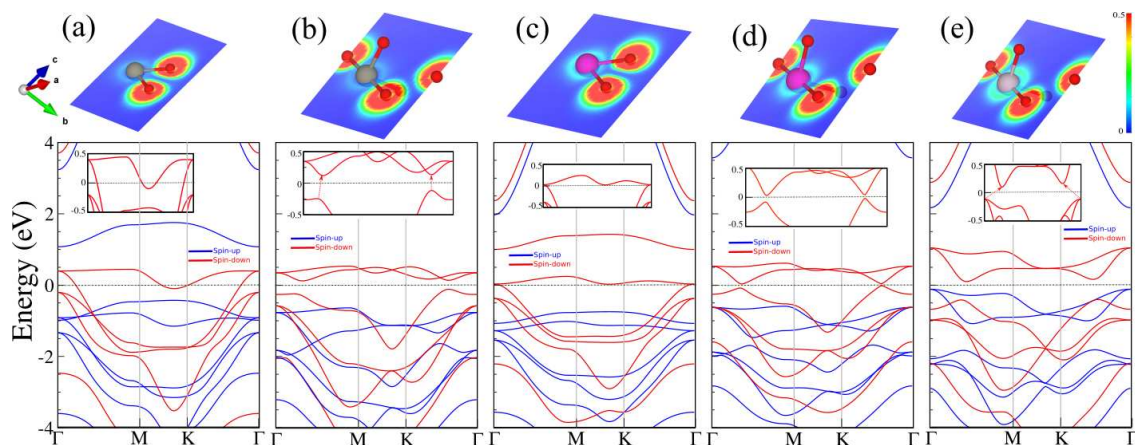 (a) (b) (c) (d) (e)
0.5
c
a
b
0
4 2 0 -2 -4
Energy (eV)
0.5 0 -0.5
0.5 0 -0.5
0.5 0 -0.5
0.5 0 0.5
0.5 0 0.5
Spin-up
Spin-down
Spin-up
Spin-down
Spin-up
Spin-down
Spin-up
Spin-down
Spin-up
Spin-down
Γ M K Γ Γ M K Γ Γ M K Γ Γ M K Γ Γ M K Γ